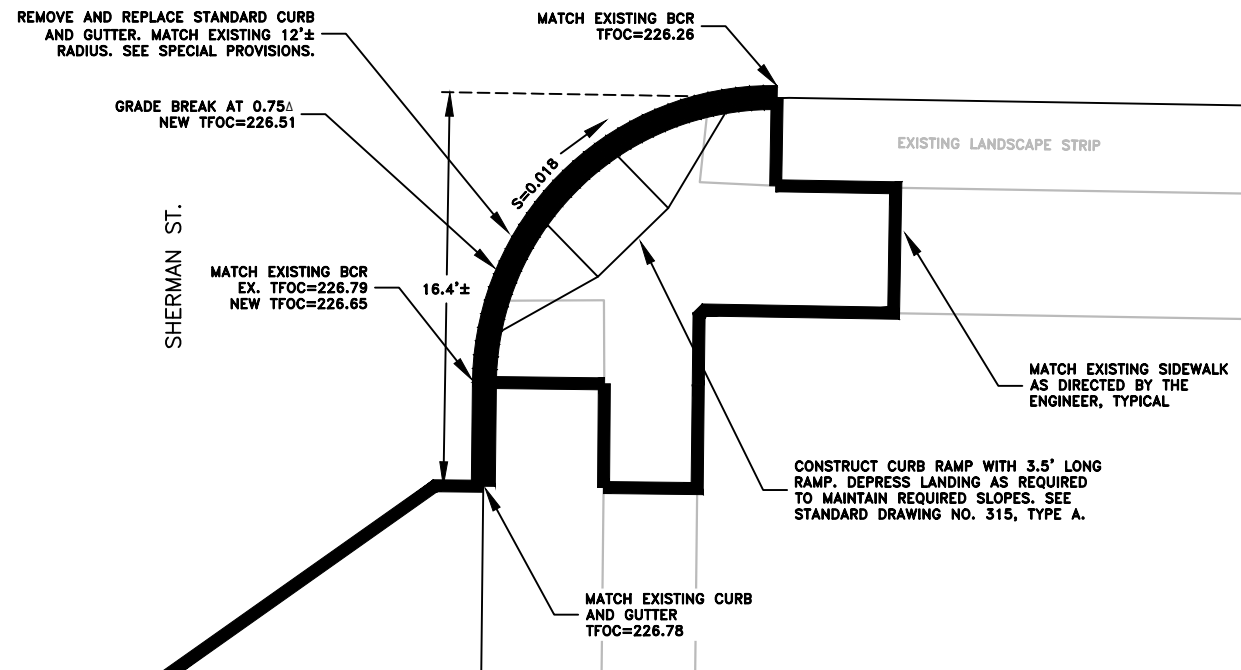 REMOVE AND REPLACE STANDARD CURB
AND GUTTER. MATCH EXISTING 12'±
RADIUS. SEE SPECIAL PROVISIONS.
MATCH EXISTING BCR
TFOC=226.26
GRADE BREAK AT 0.75Δ
NEW TFOC=226.51
EXISTING LANDSCAPE STRIP
S=0.018
SHERMAN ST.
MATCH EXISTING BCR
EX. TFOC=226.79
NEW TFOC=226.65
16.4'±
MATCH EXISTING SIDEWALK
AS DIRECTED BY THE
ENGINEER, TYPICAL
CONSTRUCT CURB RAMP WITH 3.5' LONG
RAMP. DEPRESS LANDING AS REQUIRED
TO MAINTAIN REQUIRED SLOPES. SEE
STANDARD DRAWING NO. 315, TYPE A.
MATCH EXISTING CURB
AND GUTTER
TFOC=226.78